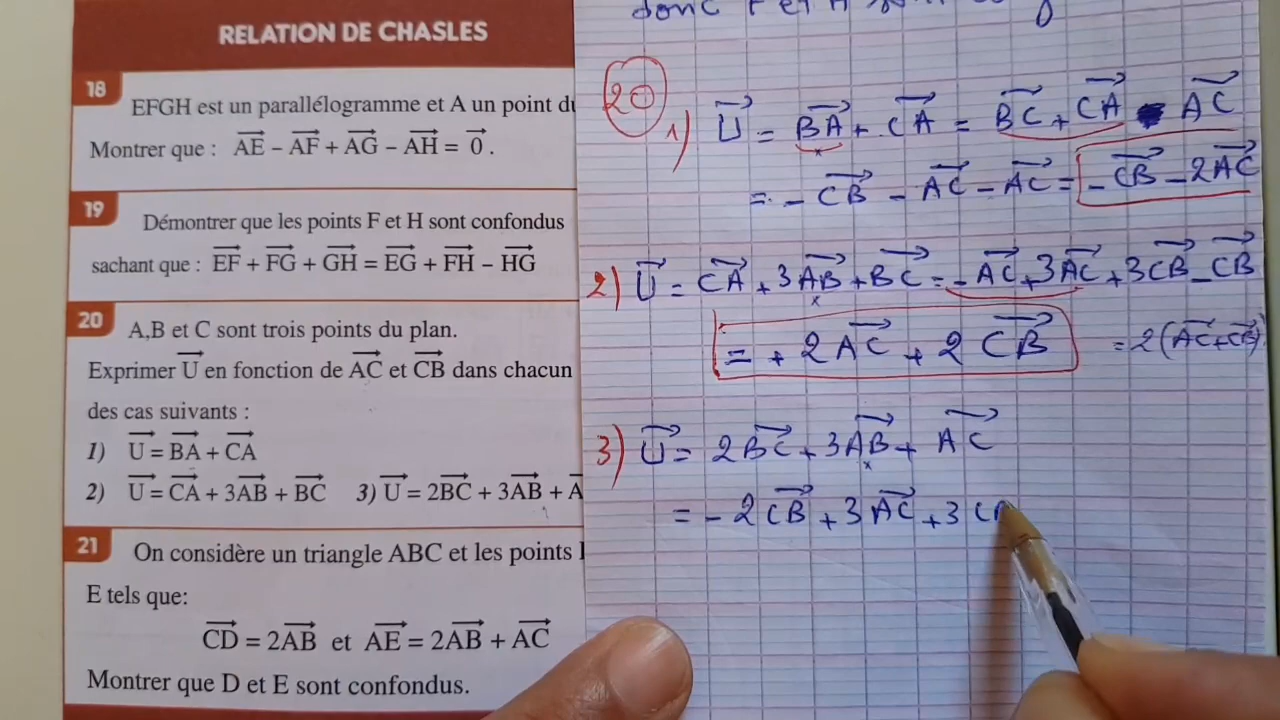 RELATION DE CHASLES
18
EFGH est un parallélogramme et A un point du
Montrer que : AE - AF + AG - AH = 0 .
19
Démontrer que les points F et H sont confondus
sachant que : EF + FG + GH = EG + FH - HG
20
A,B et C sont trois points du plan.
Exprimer U en fonction de AC et CB dans chacun
des cas suivants :
1) U = BA + CA
2) U = CA + 3AB + BC 3) U = 2BC + 3AB + A
21
On considère un triangle ABC et les points
E tels que:
CD = 2AB et AE = 2AB + AC
Montrer que D et E sont confondus.
donc F et H
20
1) U = BA + CA = BC + CA AC
= - CB - AC - AC = - CB - 2AC
2) U = CA + 3AB + BC = - AC + 3AC + 3CB - CB
= + 2AC + 2CB = 2(AC+CB)
3) U = 2BC + 3AB + AC
= - 2CB + 3AC + 3C